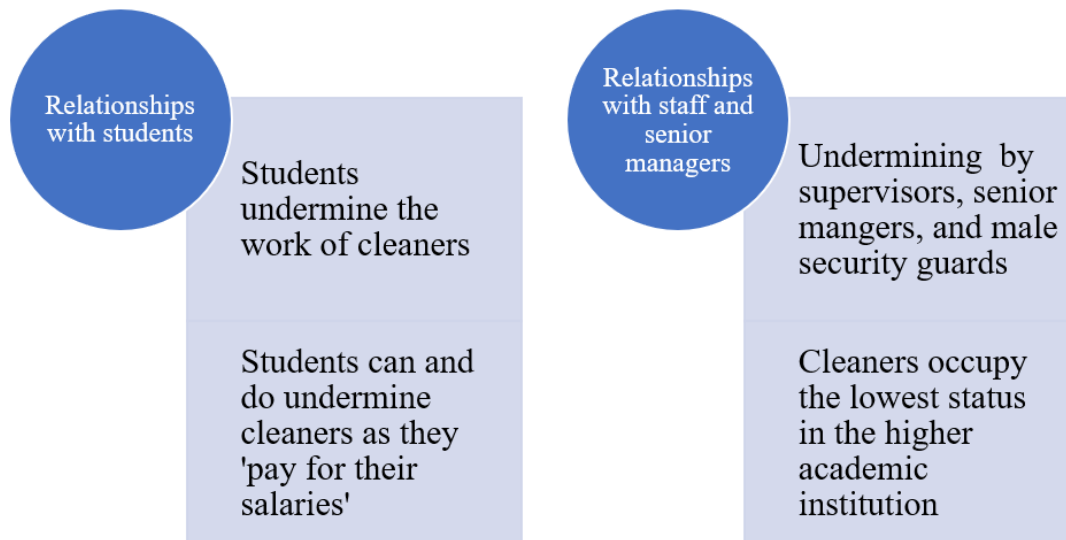 Relationships
with students
Students
undermine the
work of cleaners
Students can and
do undermine
cleaners as they
'pay for their
salaries'
Relationships
with staff and
senior
managers
Undermining by
supervisors, senior
mangers, and male
security guards
Cleaners occupy
the lowest status
in the higher
academic
institution